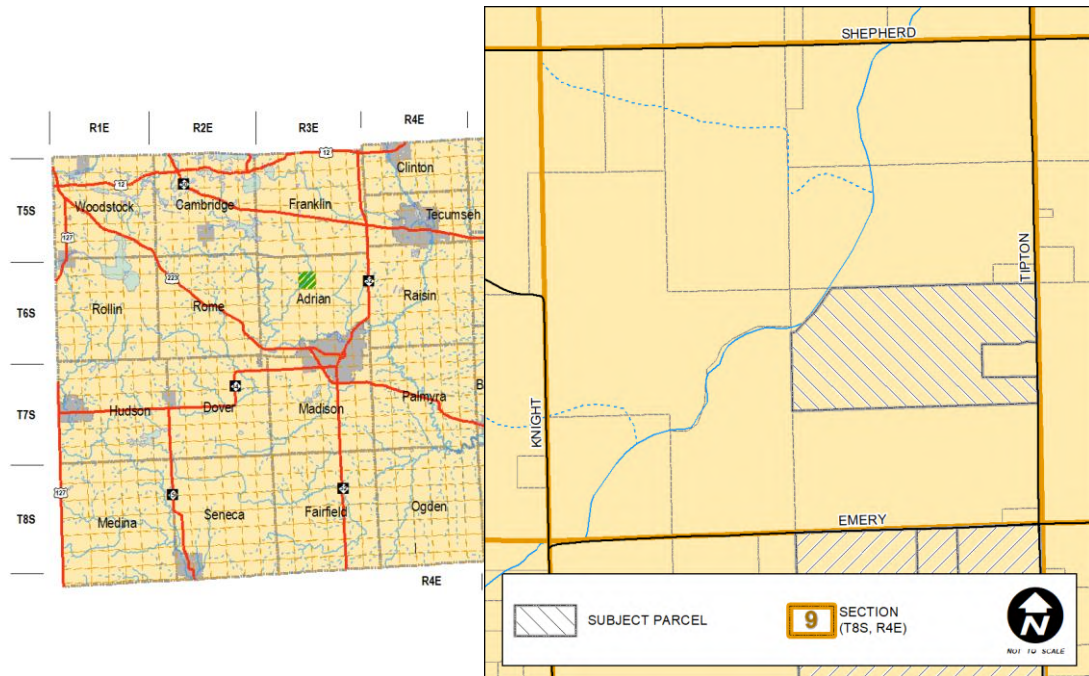 R1E
R2E
R3E
R4E
T5S
T6S
T7S
T8S
12
12
127
223
127
Clinton
Woodstock
Cambridge
Franklin
Tecumseh
Rollin
Rome
Adrian
Raisin
Hudson
Dover
Madison
Palmyra
B
Medina
Seneca
Fairfield
Ogden
R4E
SHEPHERD
TIPTON
KNIGHT
EMERY
SUBJECT PARCEL
9
SECTION
(T8S, R4E)
N
NOT TO SCALE